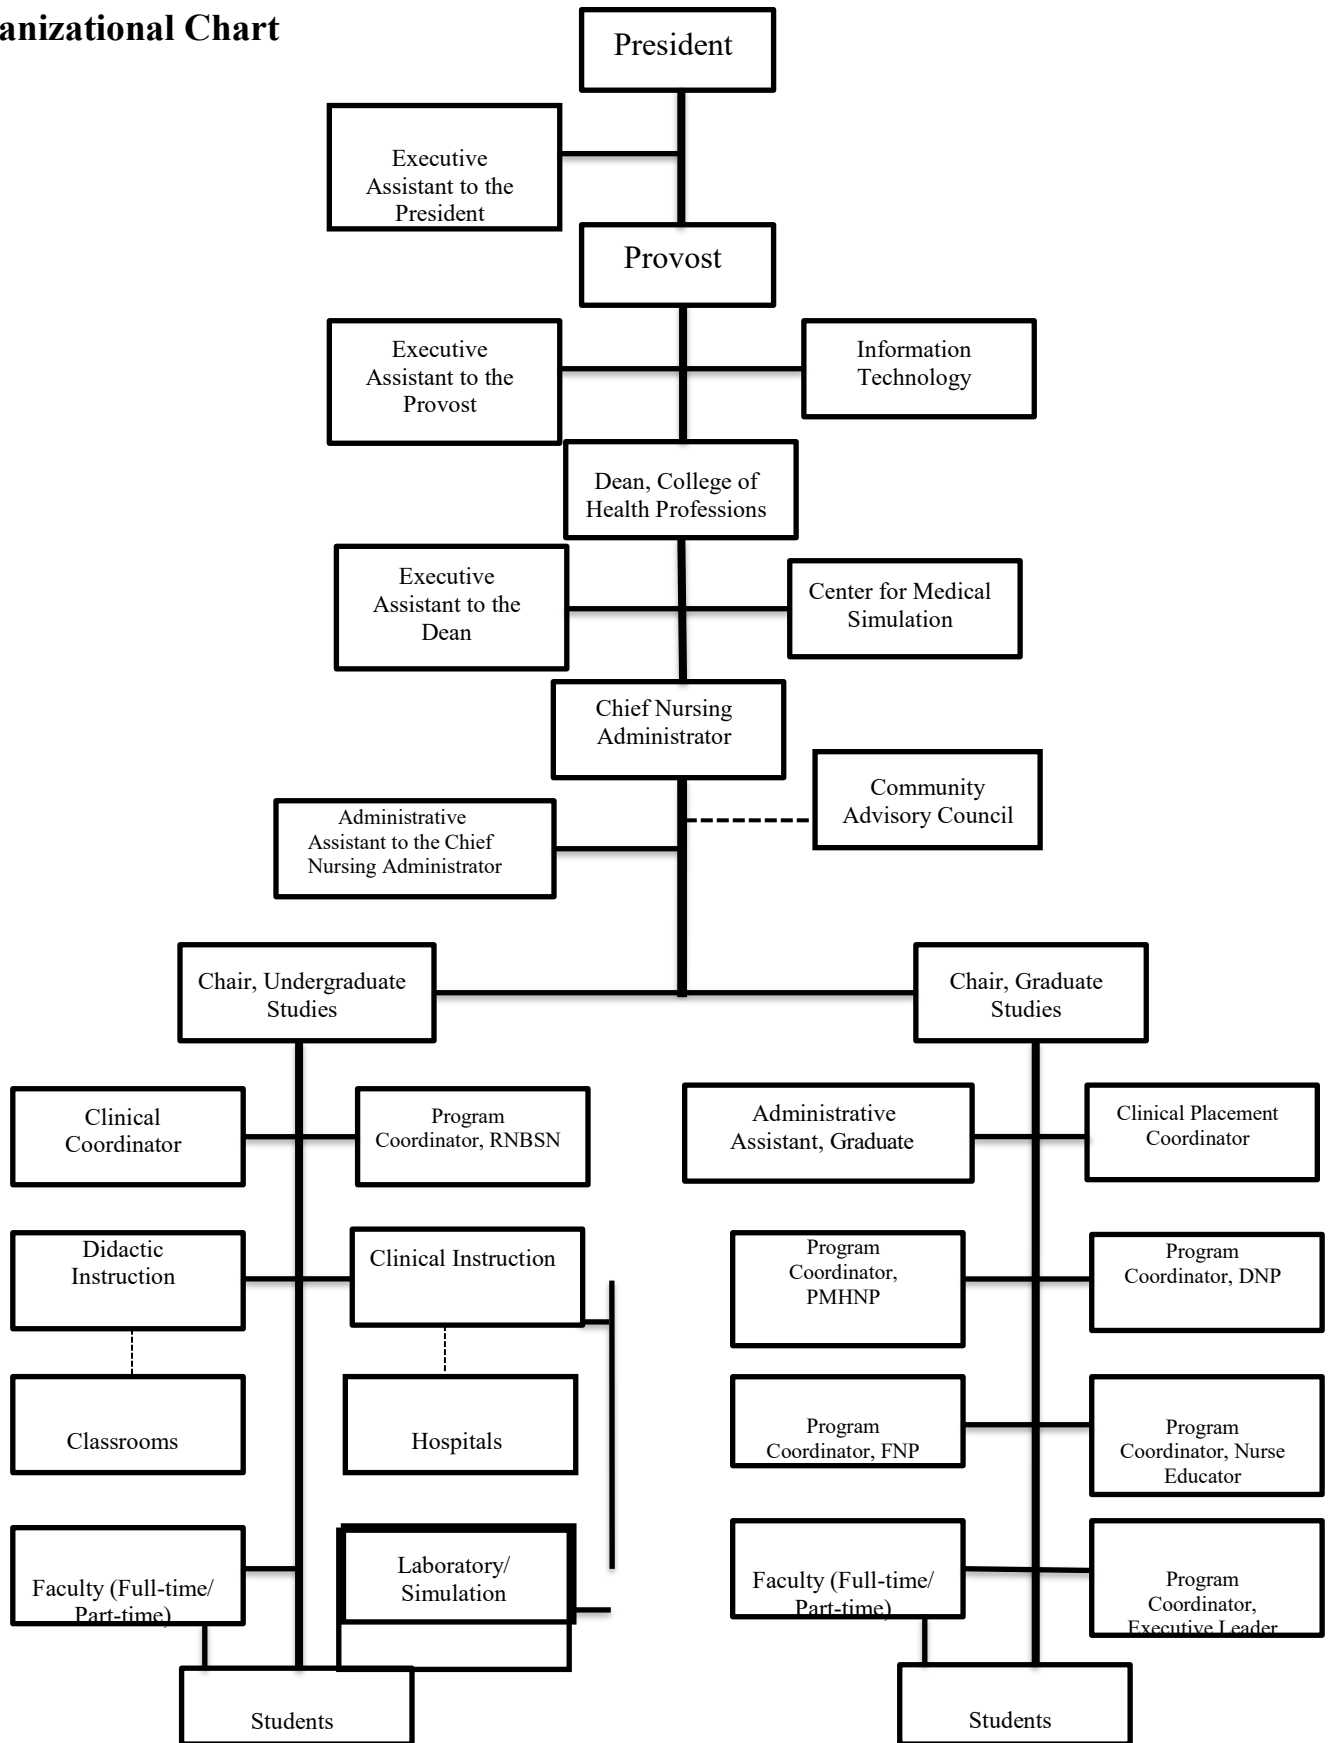 anizational Chart
President
Executive
Assistant to the
President
Provost
Executive
Assistant to the
Provost
Information
Technology
Dean, College of
Health Professions
Executive
Assistant to the
Dean
Center for Medical
Simulation
Chief Nursing
Administrator
Community
Advisory Council
Administrative
Assistant to the Chief
Nursing Administrator
Chair, Undergraduate
Studies
Chair, Graduate
Studies
Clinical
Coordinator
Program
Coordinator, RNBSN
Administrative
Assistant, Graduate
Clinical Placement
Coordinator
Didactic
Instruction
Clinical Instruction
Program
Coordinator,
PMHNP
Program
Coordinator, DNP
Classrooms
Hospitals
Program
Coordinator, FNP
Program
Coordinator, Nurse
Educator
Faculty (Full-time/
Part-time)
Laboratory/
Simulation
Faculty (Full-time/
Part-time)
Program
Coordinator,
Executive Leader
Students
Students